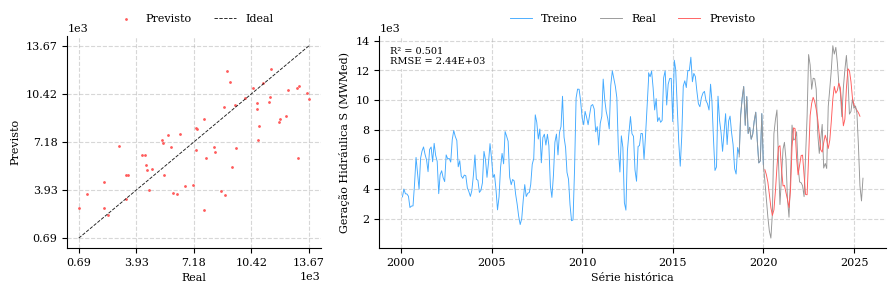 Previsto Ideal
1e3
13.67
10.42
7.18
3.93
0.69
Previsto
0.69 3.93 7.18 10.42 13.67
1e3
Real
Treino Real Previsto
1e3
R² = 0.501
RMSE = 2.44E+03
14
12
10
8
6
4
2
Geração Hidráulica S (MWMed)
2000 2005 2010 2015 2020 2025
Série histórica